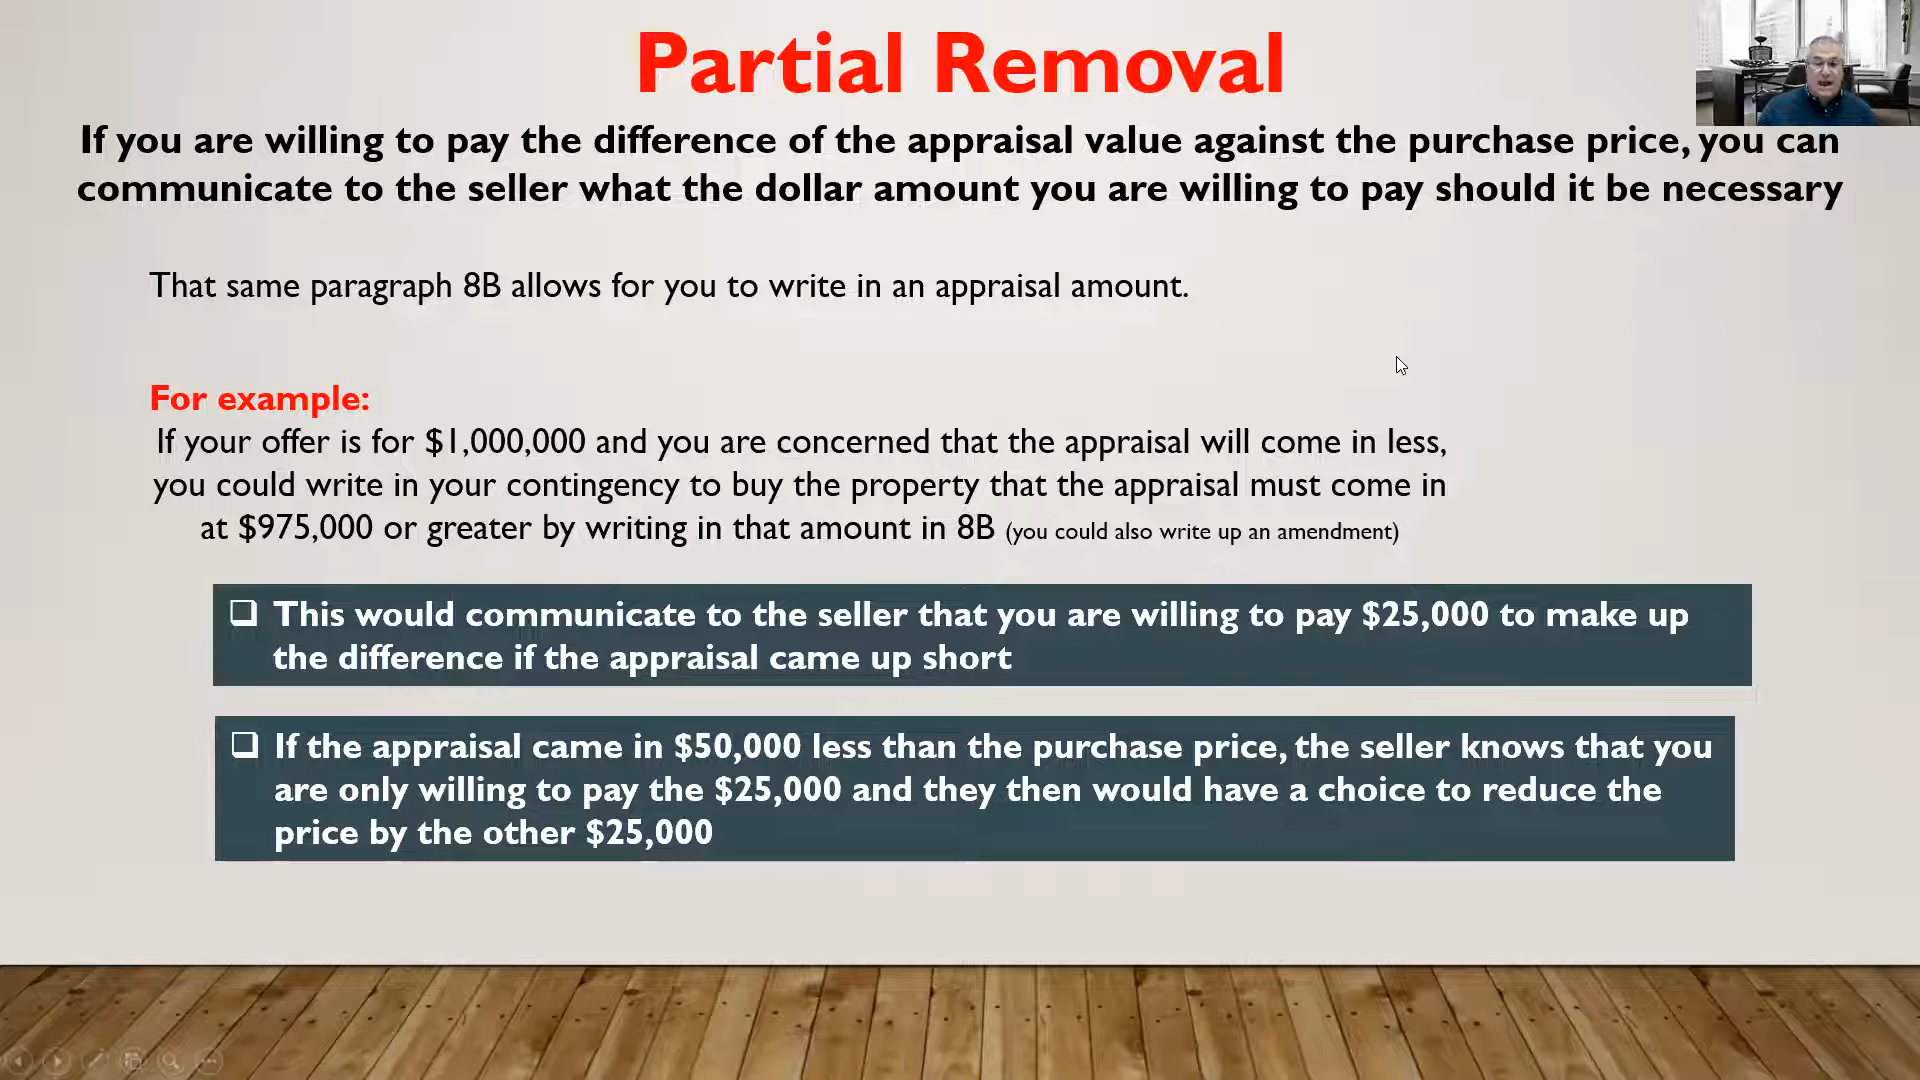 Partial Removal
If you are willing to pay the difference of the appraisal value against the purchase price, you can
communicate to the seller what the dollar amount you are willing to pay should it be necessary
That same paragraph 8B allows for you to write in an appraisal amount.
For example:
If your offer is for $1,000,000 and you are concerned that the appraisal will come in less,
you could write in your contingency to buy the property that the appraisal must come in
at $975,000 or greater by writing in that amount in 8B (you could also write up an amendment)
❑ This would communicate to the seller that you are willing to pay $25,000 to make up
the difference if the appraisal came up short
❑ If the appraisal came in $50,000 less than the purchase price, the seller knows that you
are only willing to pay the $25,000 and they then would have a choice to reduce the
price by the other $25,000